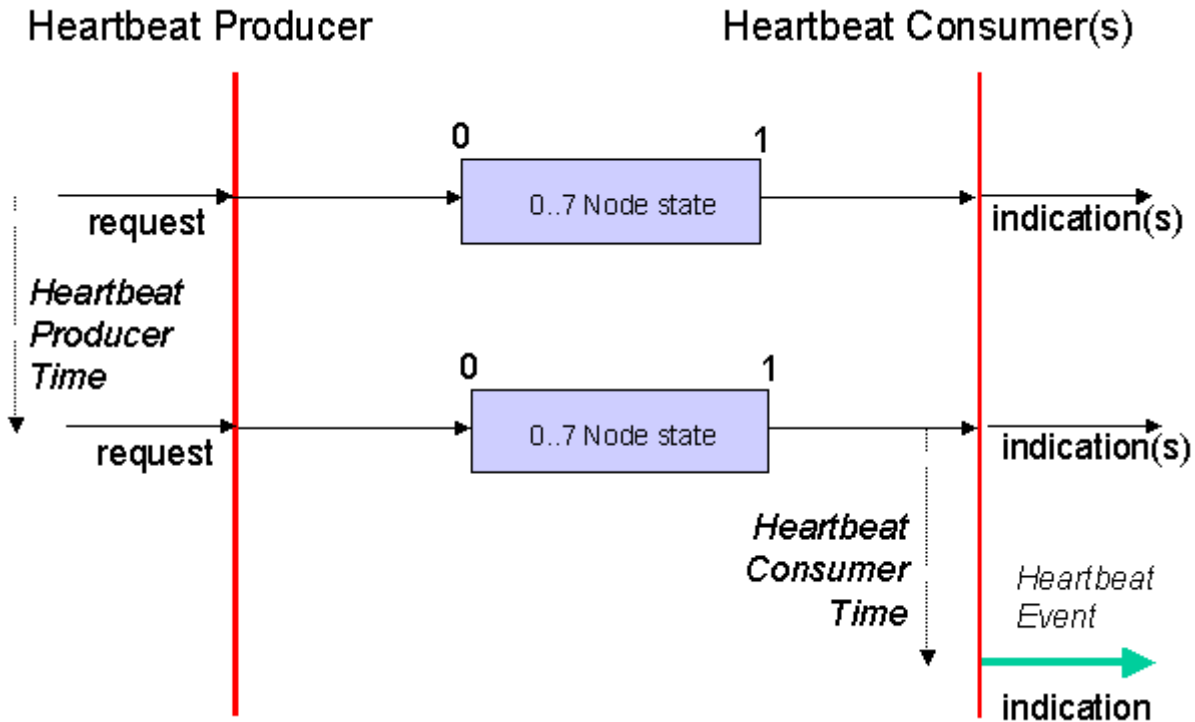 Heartbeat Producer
Heartbeat Consumer(s)
0
1
0..7 Node state
request
indication(s)
Heartbeat
Producer
Time
0
1
0..7 Node state
request
indication(s)
Heartbeat
Consumer
Time
Heartbeat
Event
indication